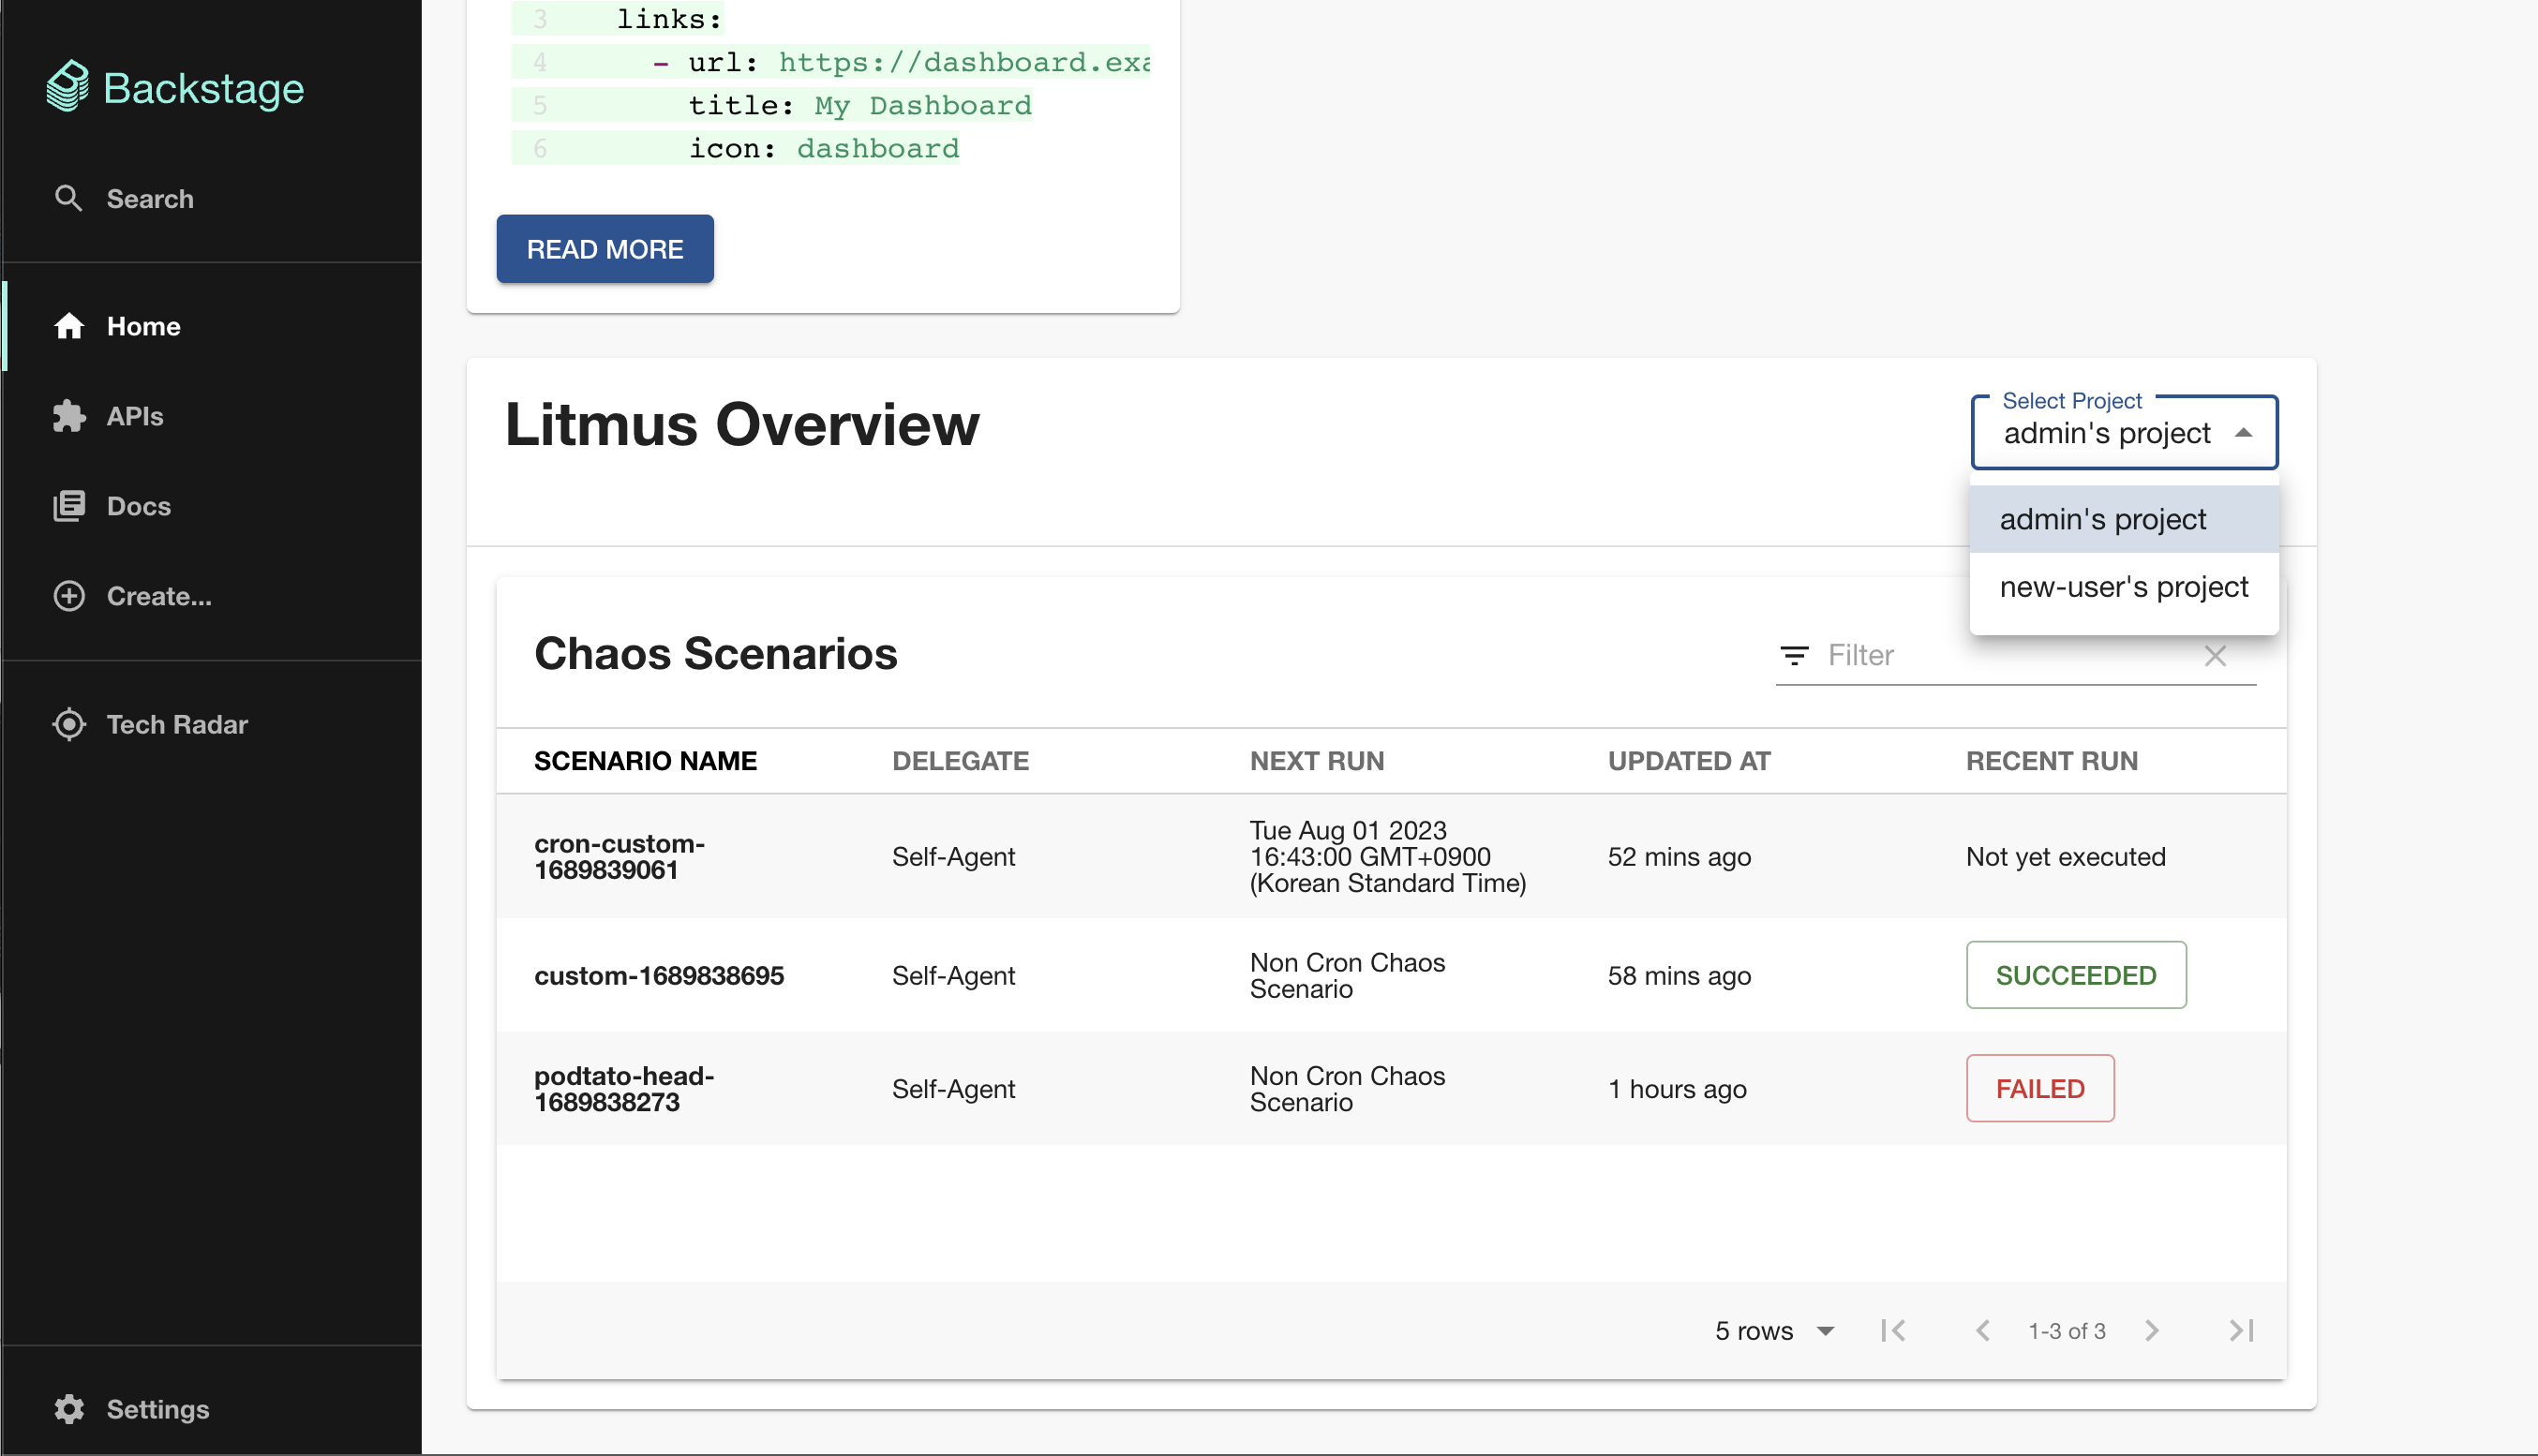 Backstage
Search
Home
APIs
Docs
Create...
Tech Radar
Settings
3 links:
4 - url: https://dashboard.exa
5 title: My Dashboard
6 icon: dashboard
READ MORE
Litmus Overview
Select Project
admin's project
admin's project
new-user's project
Chaos Scenarios
Filter
SCENARIO NAME DELEGATE NEXT RUN UPDATED AT RECENT RUN
cron-custom-
1689839061
Self-Agent
Tue Aug 01 2023
16:43:00 GMT+0900
(Korean Standard Time)
52 mins ago
Not yet executed
custom-1689838695
Self-Agent
Non Cron Chaos
Scenario
58 mins ago
SUCCEEDED
podtato-head-
1689838273
Self-Agent
Non Cron Chaos
Scenario
1 hours ago
FAILED
5 rows
1-3 of 3